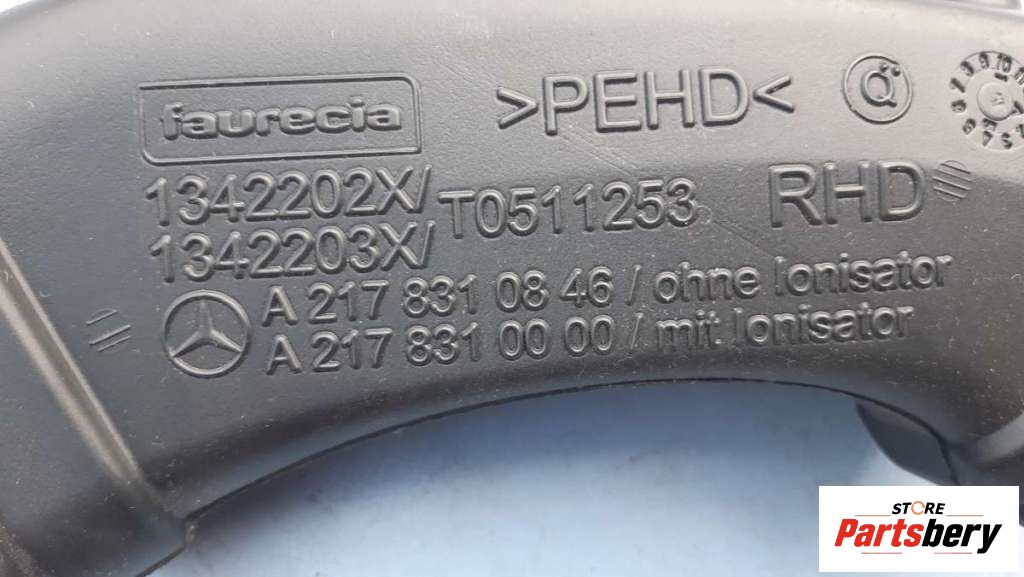 faurecia
>PEHD<
Q
1342202X/
1342203X/
T0511253
RHD
A 217 831 08 46 / ohne Ionisator
A 217 831 00 00 / mit Ionisator
STORE
Partsbery